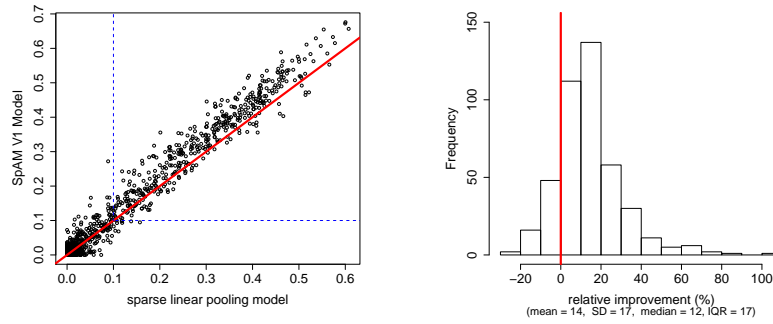 SpAM V1 Model
0.0 0.1 0.2 0.3 0.4 0.5 0.6 0.7
0.0 0.1 0.2 0.3 0.4 0.5 0.6
sparse linear pooling model
Frequency
0 50 100 150
−20 0 20 40 60 80 100
relative improvement (%)
(mean = 14, SD = 17, median = 12, IQR = 17)